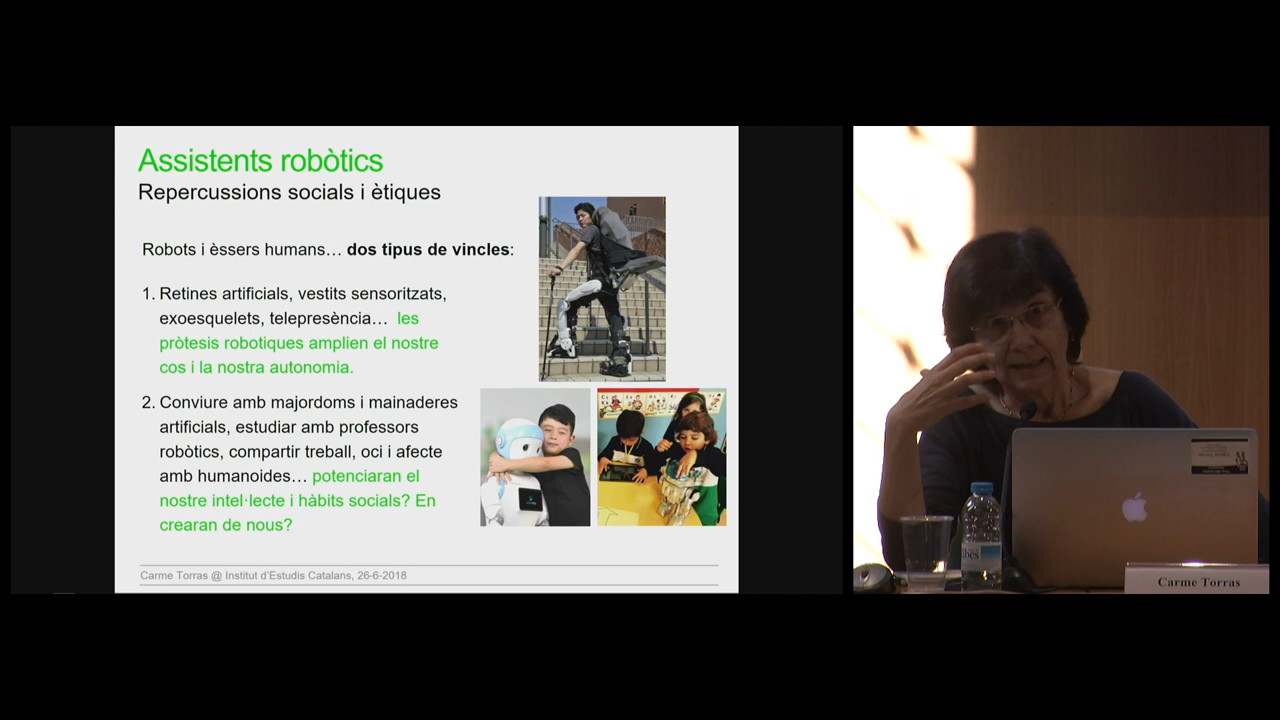 Assistents robòtics
Repercussions socials i ètiques
Robots i èssers humans… dos tipus de vincles:
1. Retines artificials, vestits sensoritzats,
exoesquelets, telepresència… les
pròtesis robotiques amplien el nostre
cos i la nostra autonomia.
2. Conviure amb majordoms i mainaderes
artificials, estudiar amb professors
robòtics, compartir treball, oci i afecte
amb humanoides… potenciaran el
nostre intel·lecte i hàbits socials? En
crearan de nous?
Carme Torras @ Institut d’Estudis Catalans, 26-6-2018
Carme Torras